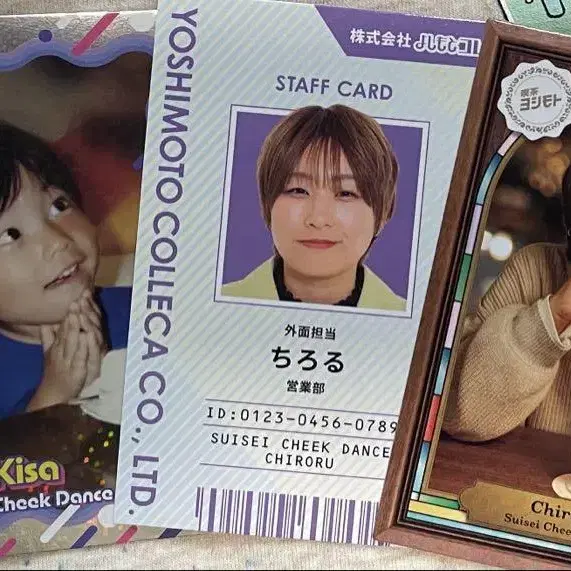 YOSHIMOTO COLLECA CO., LTD.
株式会社
STAFF CARD
外面担当
ちろる
営業部
ID:0123-0456-0789
SUISEI CHEEK DANCE
CHIRORU
Kisa
Cheek Dance
喫茶
ヨシモト
Chir
Suisei Chee